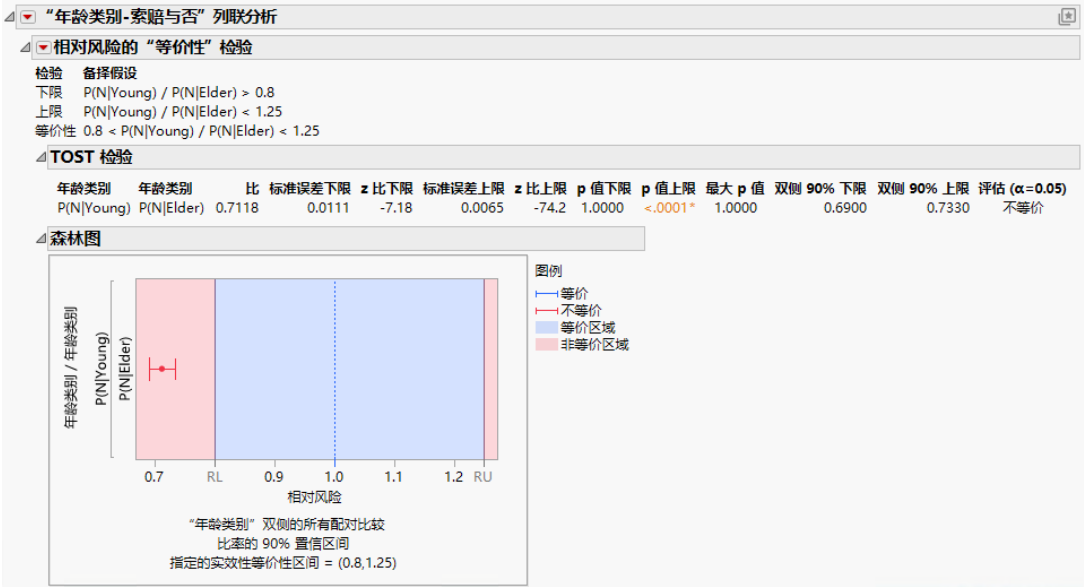 “年龄类别-索赔与否”列联分析
相对风险的“等价性”检验
检验 备择假设
下限 P(N|Young) / P(N|Elder) > 0.8
上限 P(N|Young) / P(N|Elder) < 1.25
等价性 0.8 < P(N|Young) / P(N|Elder) < 1.25
TOST 检验
年龄类别 年龄类别 比 标准误差下限 z 比下限 标准误差上限 z 比上限 p 值下限 p 值上限 最大 p 值 双侧 90% 下限 双侧 90% 上限 评估 (α=0.05)
P(N|Young) P(N|Elder) 0.7118 0.0111 -7.18 0.0065 -74.2 1.0000 <.0001* 1.0000 0.6900 0.7330 不等价
森林图
图例
等价
不等价
等价区域
非等价区域
年龄类别 / 年龄类别
P(N|Young)
P(N|Elder)
0.7 RL 0.9 1.0 1.1 1.2 RU
相对风险
“年龄类别”双侧的所有配对比较
比率的 90% 置信区间
指定的实效性等价性区间 = (0.8,1.25)